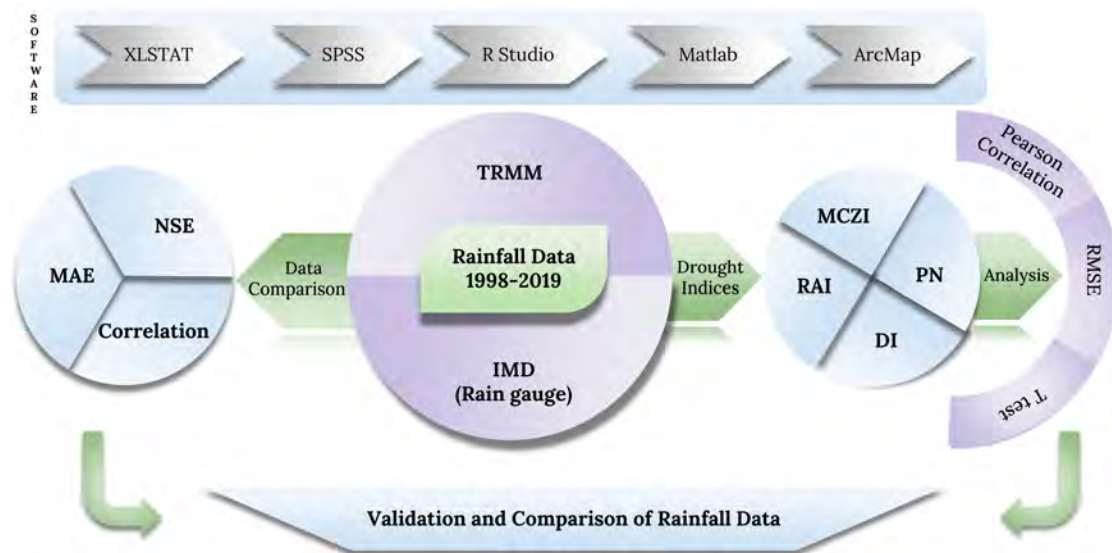 SOFTWARE
XLSTAT
SPSS
R Studio
Matlab
ArcMap
NSE
MAE
Correlation
Data
Comparison
TRMM
Rainfall Data
1998-2019
IMD
(Rain gauge)
Drought
Indices
MCZI
PN
RAI
DI
Analysis
Pearson
Correlation
RMSE
T test
Validation and Comparison of Rainfall Data